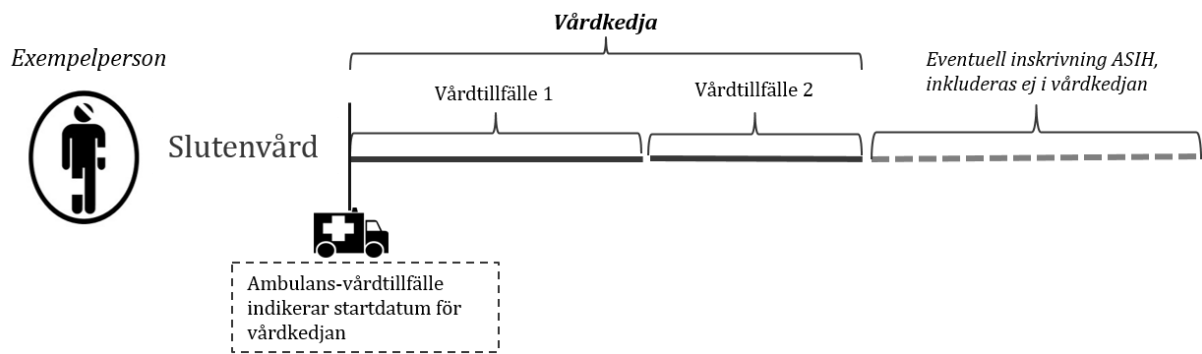 Vårdkedja
Exempelperson
Eventuell inskrivning ASIH,
inkluderas ej i vårdkedjan
Vårdtillfälle 1
Vårdtillfälle 2
Slutenvård
Ambulans-vårdtillfälle
indikerar startdatum för
vårdkedjan